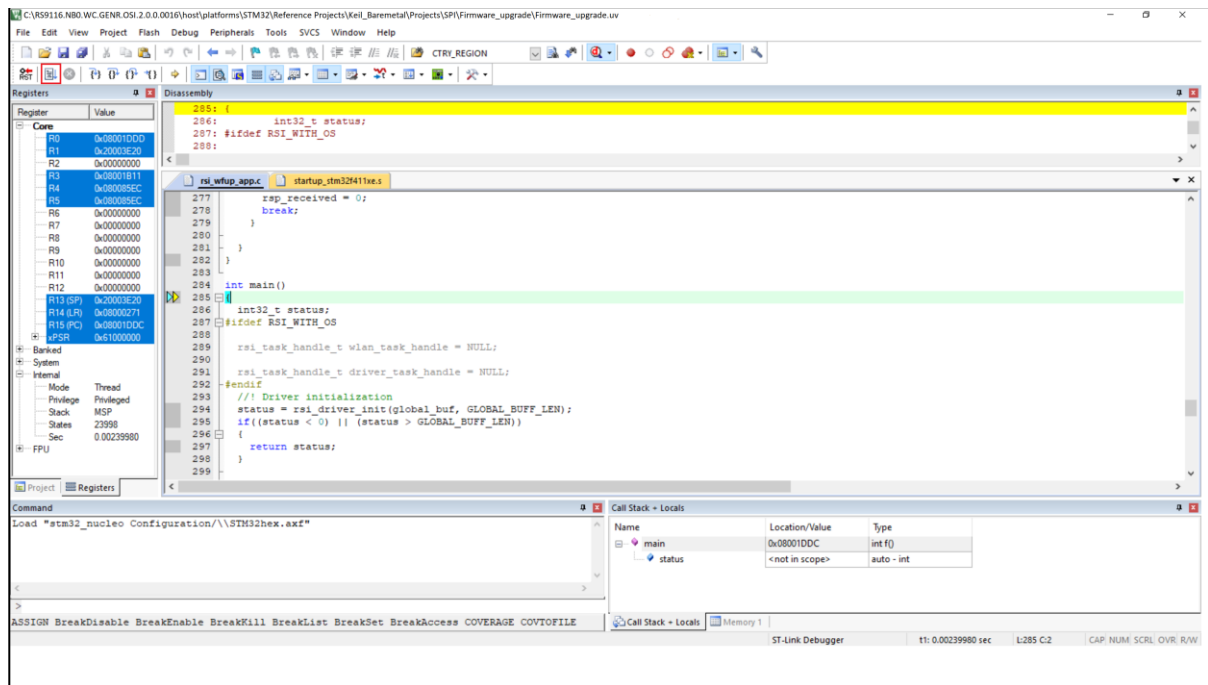 C:\RS9116.NB0.WC.GENR.OSI.2.0.0.0016\host\platforms\STM32\Reference Projects\Keil_Baremetal\Projects\SPI\Firmware_upgrade\Firmware_upgrade.uv
File Edit View Project Flash Debug Peripherals Tools SVCS Window Help
CTRY_REGION
RST
Registers
Register Value
Core
R0 0x08001DDD
R1 0x20003E20
R2 0x00000000
R3 0x08001B11
R4 0x080085EC
R5 0x080085EC
R6 0x00000000
R7 0x00000000
R8 0x00000000
R9 0x00000000
R10 0x00000000
R11 0x00000000
R12 0x00000000
R13 (SP) 0x20003E20
R14 (LR) 0x08000271
R15 (PC) 0x08001DDC
xPSR 0x61000000
Banked
System
Internal
Mode Thread
Privilege Privileged
Stack MSP
States 23998
Sec 0.00239980
FPU
Project Registers
Disassembly
285: {
286: int32_t status;
287: #ifdef RSI_WITH_OS
288:
rsi_wfup_app.c startup_stm32f411xe.s
277 rsp_received = 0;
278 break;
279 }
280
281 }
282 }
283
284 int main()
285 {
286 int32_t status;
287 #ifdef RSI_WITH_OS
288
289 rsi_task_handle_t wlan_task_handle = NULL;
290
291 rsi_task_handle_t driver_task_handle = NULL;
292 #endif
293 //! Driver initialization
294 status = rsi_driver_init(global_buf, GLOBAL_BUFF_LEN);
295 if((status < 0) || (status > GLOBAL_BUFF_LEN))
296 {
297 return status;
298 }
299
Command
Load "stm32_nucleo Configuration/\\STM32hex.axf"
>
ASSIGN BreakDisable BreakEnable BreakKill BreakList BreakSet BreakAccess COVERAGE COVTOFILE
Call Stack + Locals
Name Location/Value Type
main 0x08001DDC int f()
status <not in scope> auto - int
Call Stack + Locals Memory 1
ST-Link Debugger t1: 0.00239980 sec L:285 C:2 CAP NUM SCRL OVR R/W